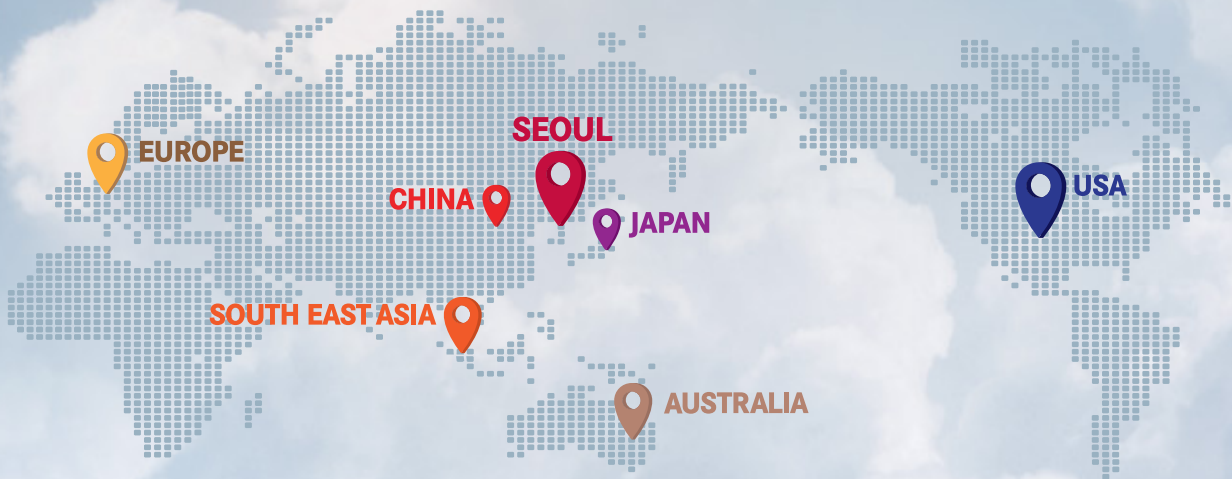 SEOUL
EUROPE
CHINA
USA
JAPAN
SOUTH EAST ASIA
AUSTRALIA